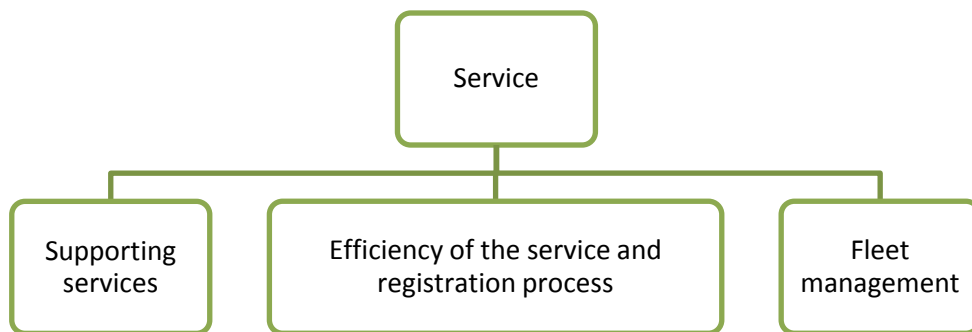 Service
Supporting
services
Efficiency of the service and
registration process
Fleet
management